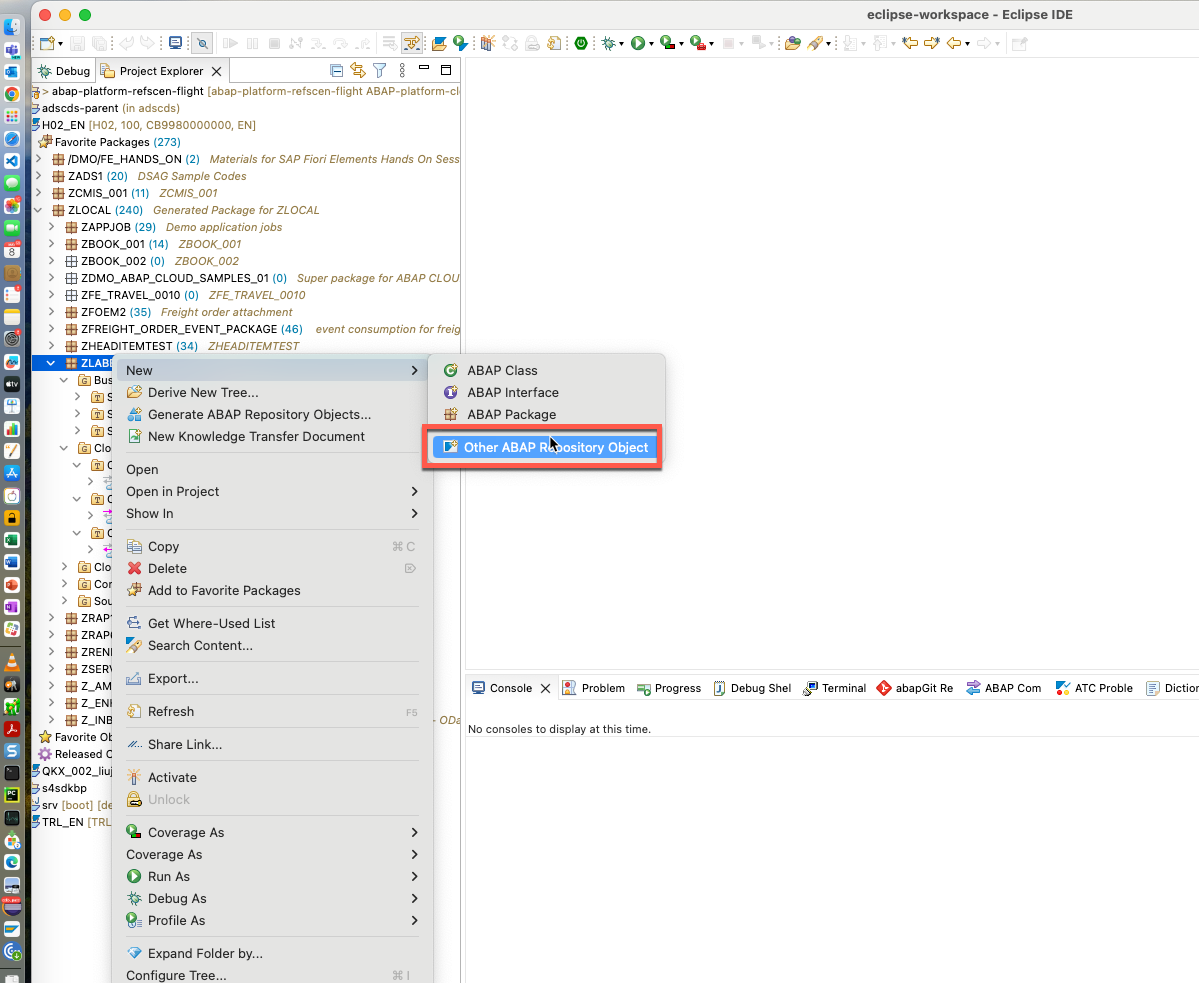 eclipse-workspace - Eclipse IDE
Debug
Project Explorer
> abap-platform-refscen-flight [abap-platform-refscen-flight ABAP-platform-cl
adscds-parent (in adscds)
H02_EN [H02, 100, CB9980000000, EN]
Favorite Packages (273)
/DMO/FE_HANDS_ON (2) Materials for SAP Fiori Elements Hands On Sess
ZADS1 (20) DSAG Sample Codes
ZCMIS_001 (11) ZCMIS_001
ZLOCAL (240) Generated Package for ZLOCAL
ZAPPJOB (29) Demo application jobs
ZBOOK_001 (14) ZBOOK_001
ZBOOK_002 (0) ZBOOK_002
ZDMO_ABAP_CLOUD_SAMPLES_01 (0) Super package for ABAP CLOU
ZFE_TRAVEL_0010 (0) ZFE_TRAVEL_0010
ZFOEM2 (35) Freight order attachment
ZFREIGHT_ORDER_EVENT_PACKAGE (46) event consumption for freig
ZHEADITEMTEST (34) ZHEADITEMTEST
ZLABE
Bus
S
S
S
Clo
C
C
C
Clo
Con
Sou
ZRAP1
ZRAP
ZREN
ZSER
Z_AM
Z_EN
Z_INB - ODa
Favorite Ob
Released O
QKX_002_liuj
s4sdkbp
srv [boot] [de
TRL_EN [TRL
New
Derive New Tree...
Generate ABAP Repository Objects...
New Knowledge Transfer Document
Open
Open in Project
Show In
Copy ⌘ C
Delete
Add to Favorite Packages
Get Where-Used List
Search Content...
Export...
Refresh F5
Share Link...
Activate
Unlock
Coverage As
Coverage As
Run As
Debug As
Profile As
Expand Folder by...
Configure Tree... ⌘ I
ABAP Class
ABAP Interface
ABAP Package
Other ABAP Repository Object
Console
Problem
Progress
Debug Shel
Terminal
abapGit Re
ABAP Com
ATC Proble
Diction
No consoles to display at this time.